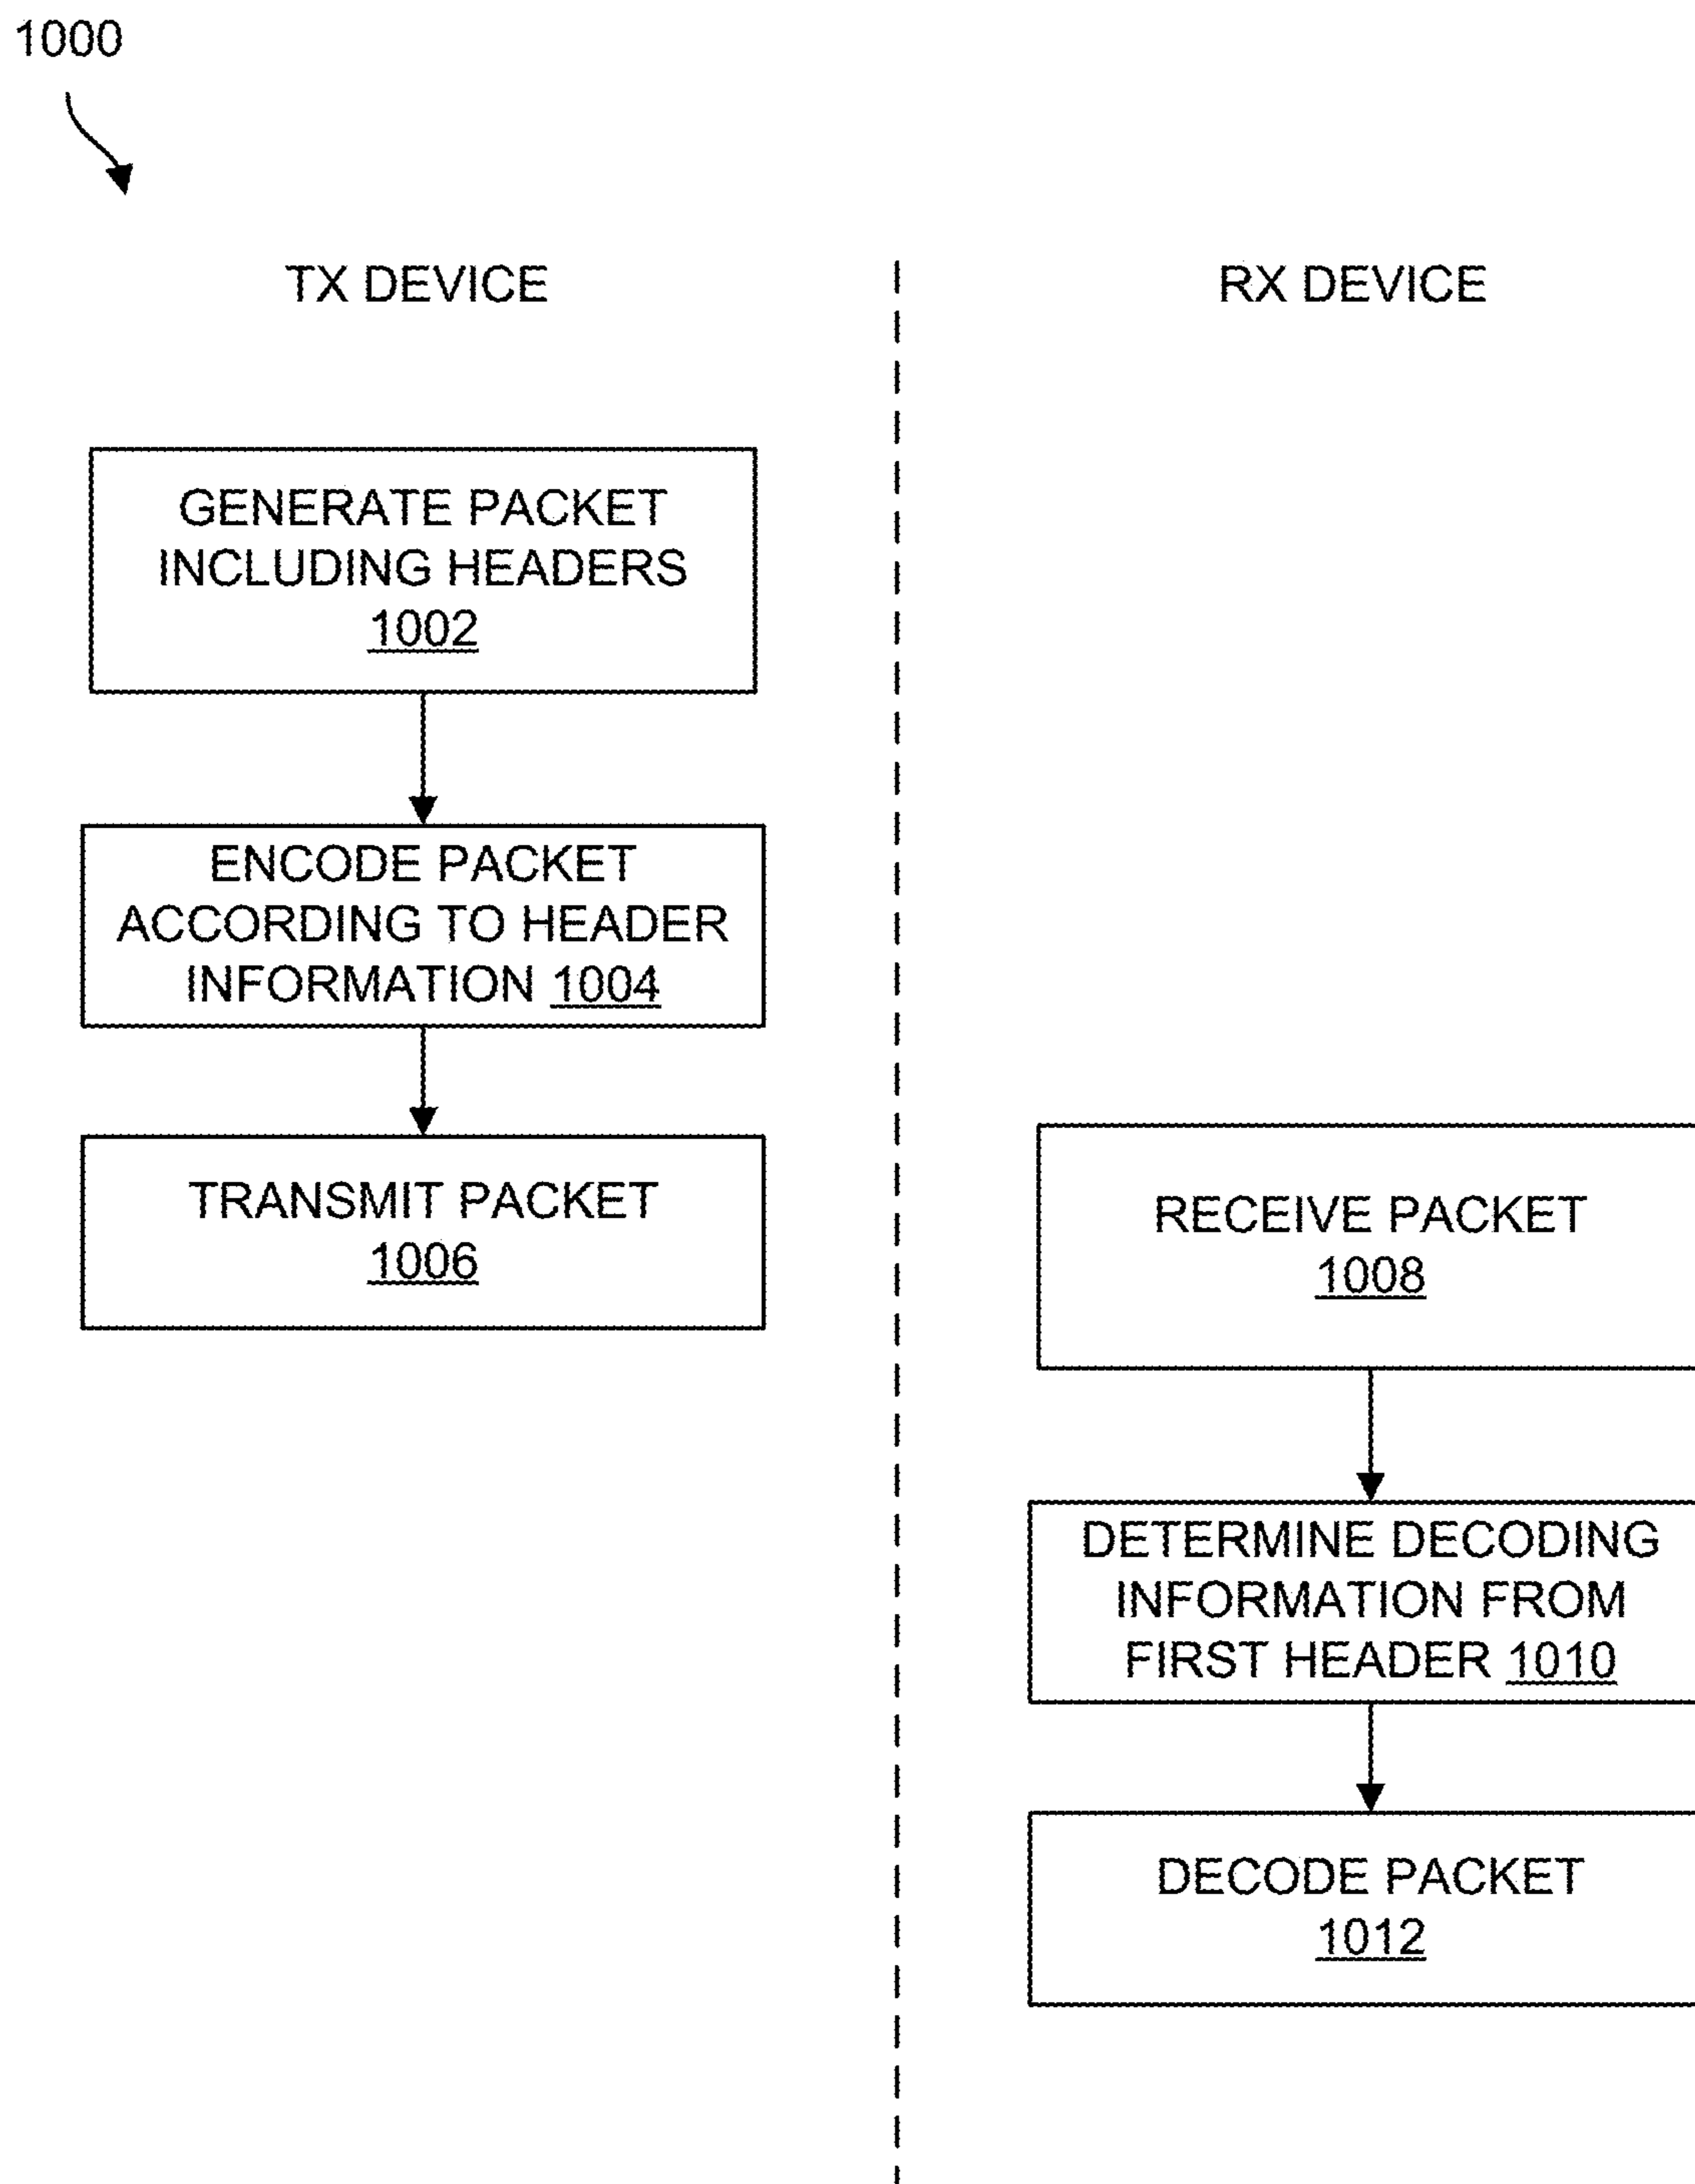 1000
TX DEVICE
RX DEVICE
GENERATE PACKET
INCLUDING HEADERS
1002
ENCODE PACKET
ACCORDING TO HEADER
INFORMATION 1004
TRANSMIT PACKET
1006
RECEIVE PACKET
1008
DETERMINE DECODING
INFORMATION FROM
FIRST HEADER 1010
DECODE PACKET
1012